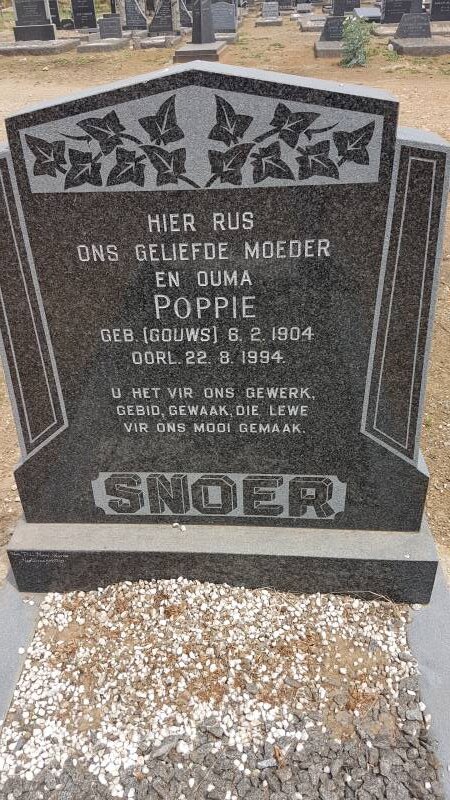 HIER RUS
ONS GELIEFDE MOEDER
EN OUMA
POPPIE
GEB. (GOUWS) 6. 2. 1904
OORL. 22. 8. 1994.
U HET VIR ONS GEWERK,
GEBID, GEWAAK, DIE LEWE
VIR ONS MOOI GEMAAK.
SNOER